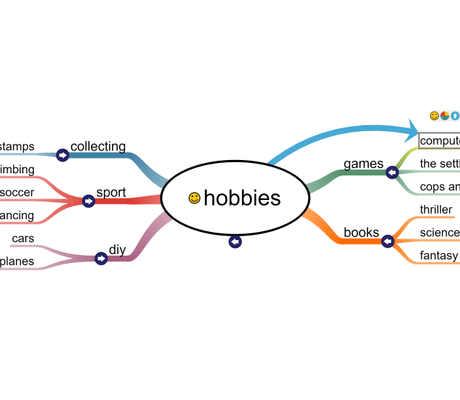 hobbies
collecting
stamps
sport
imbing
soccer
ancing
diy
cars
planes
games
comput
the settl
cops an
books
thriller
science
fantasy